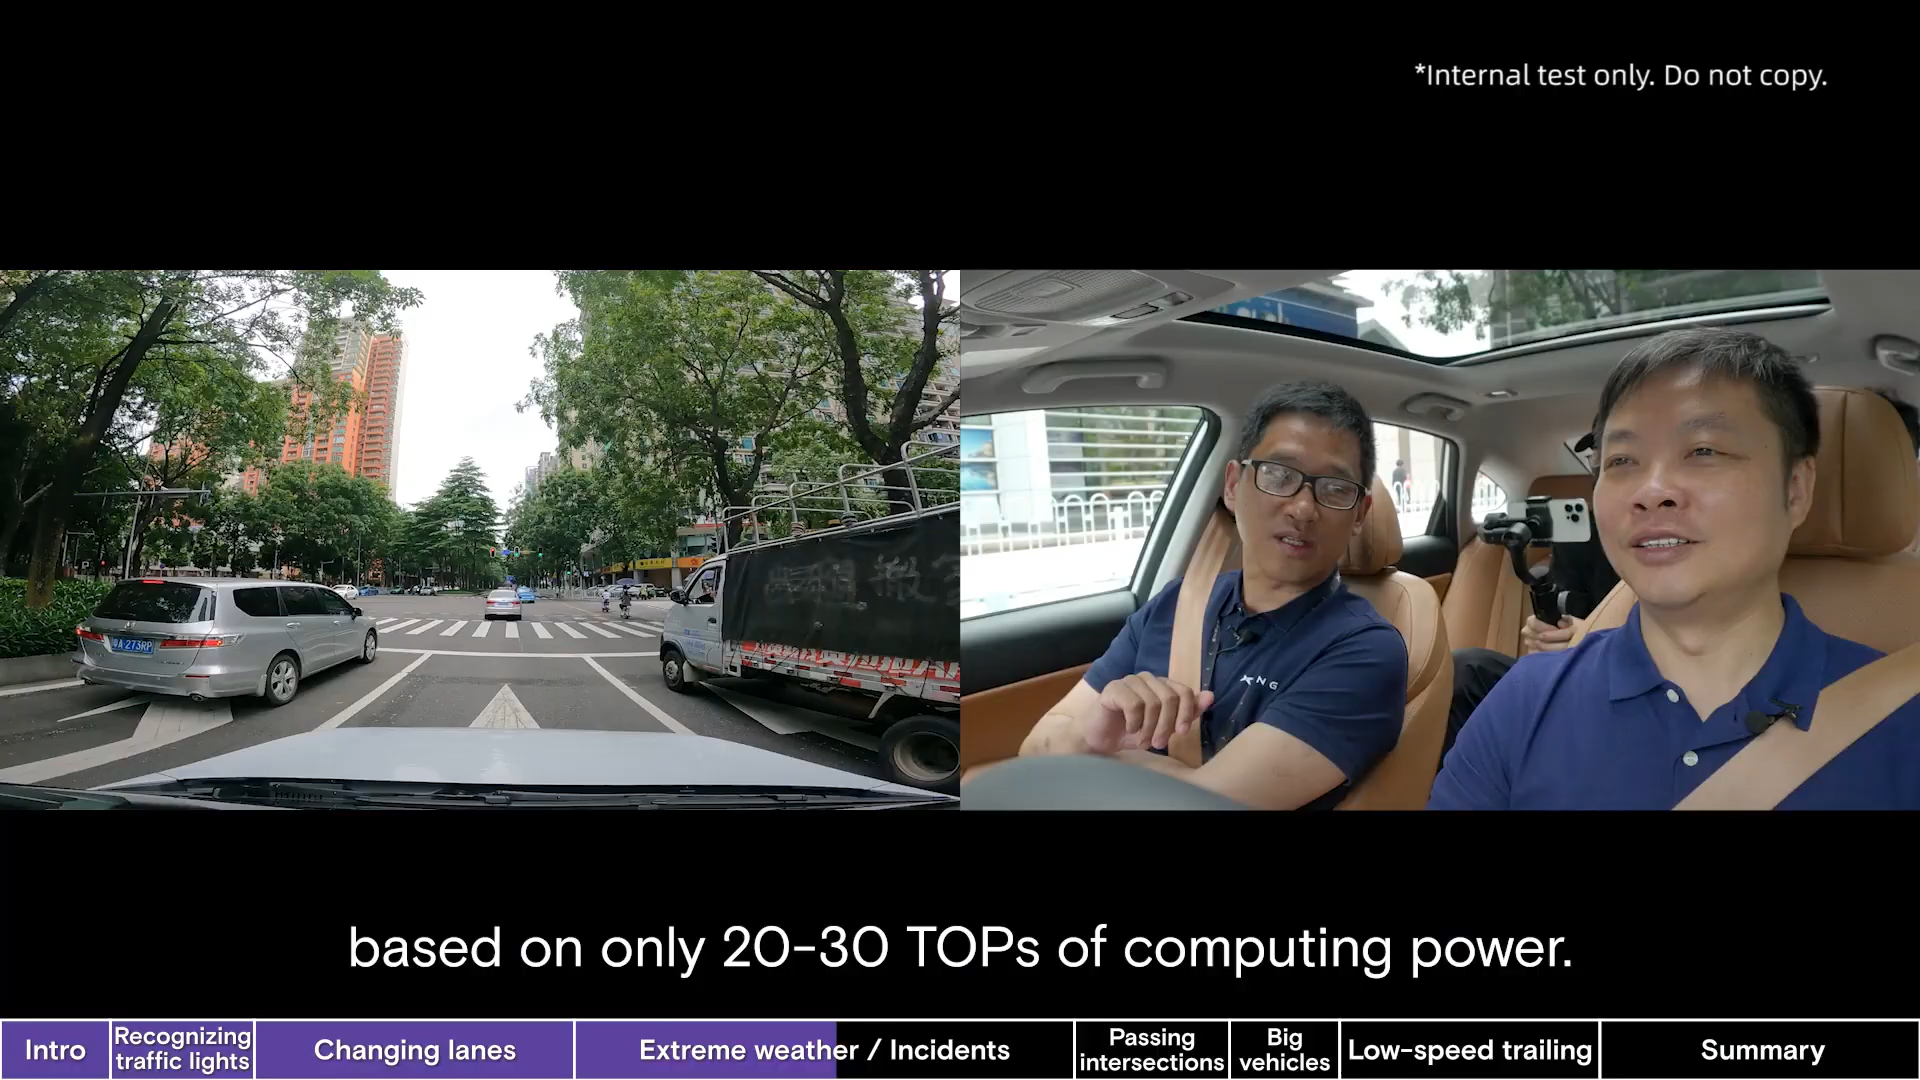 *Internal test only. Do not copy.
粤A·273RP
NG
based on only 20-30 TOPs of computing power.
Intro
Recognizing
traffic lights
Changing lanes
Extreme weather / Incidents
Passing
intersections
Big
vehicles
Low-speed trailing
Summary